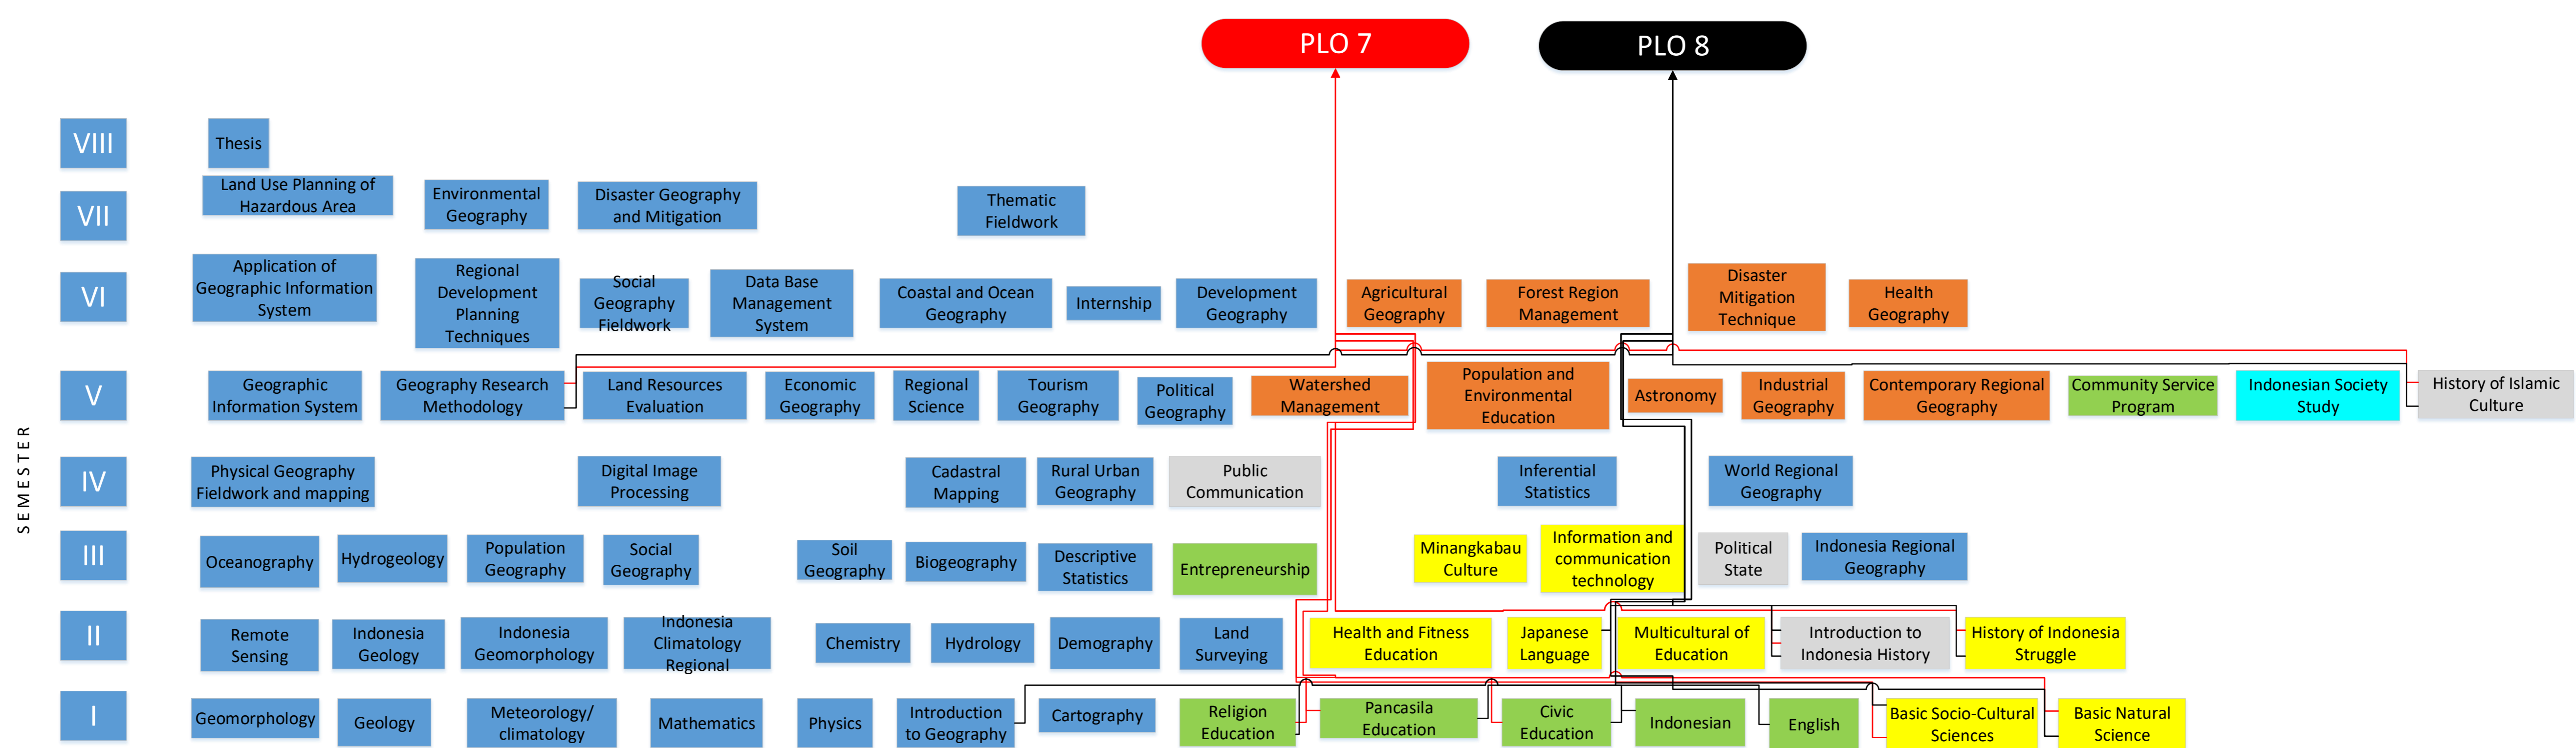 PLO 7
PLO 8
VIII
Thesis
VII
Land Use Planning of
Hazardous Area
Environmental
Geography
Disaster Geography
and Mitigation
Thematic
Fieldwork
VI
Application of
Geographic Information
System
Regional
Development
Planning
Techniques
Social
Geography
Fieldwork
Data Base
Management
System
Coastal and Ocean
Geography
Internship
Development
Geography
Agricultural
Geography
Forest Region
Management
Disaster
Mitigation
Technique
Health
Geography
V
Geographic
Information System
Geography Research
Methodology
Land Resources
Evaluation
Economic
Geography
Regional
Science
Tourism
Geography
Political
Geography
Watershed
Management
Population and
Environmental
Education
Astronomy
Industrial
Geography
Contemporary Regional
Geography
Community Service
Program
Indonesian Society
Study
History of Islamic
Culture
SEMESTER
IV
Physical Geography
Fieldwork and mapping
Digital Image
Processing
Cadastral
Mapping
Rural Urban
Geography
Public
Communication
Inferential
Statistics
World Regional
Geography
III
Oceanography
Hydrogeology
Population
Geography
Social
Geography
Soil
Geography
Biogeography
Descriptive
Statistics
Entrepreneurship
Minangkabau
Culture
Information and
communication
technology
Political
State
Indonesia Regional
Geography
II
Remote
Sensing
Indonesia
Geology
Indonesia
Geomorphology
Indonesia
Climatology
Regional
Chemistry
Hydrology
Demography
Land
Surveying
Health and Fitness
Education
Japanese
Language
Multicultural of
Education
Introduction to
Indonesia History
History of Indonesia
Struggle
I
Geomorphology
Geology
Meteorology/
climatology
Mathematics
Physics
Introduction
to Geography
Cartography
Religion
Education
Pancasila
Education
Civic
Education
Indonesian
English
Basic Socio-Cultural
Sciences
Basic Natural
Science